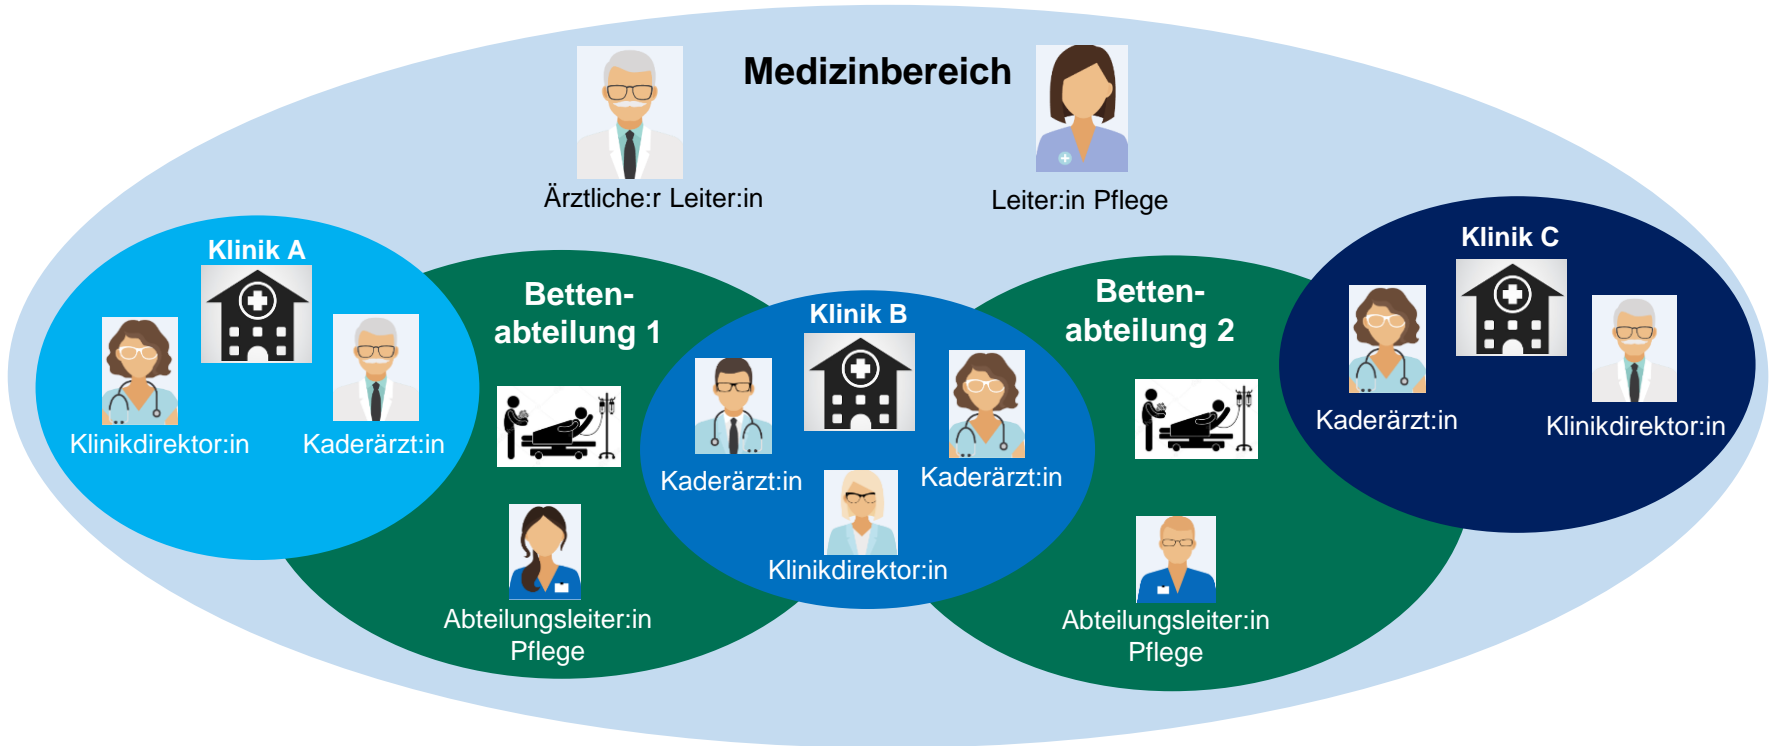 Medizinbereich
Ärztliche:r Leiter:in
Leiter:in Pflege
Klinik A
Klinikdirektor:in
Kaderärzt:in
Betten-
abteilung 1
Abteilungsleiter:in
Pflege
Klinik B
Kaderärzt:in
Kaderärzt:in
Klinikdirektor:in
Betten-
abteilung 2
Abteilungsleiter:in
Pflege
Klinik C
Kaderärzt:in
Klinikdirektor:in